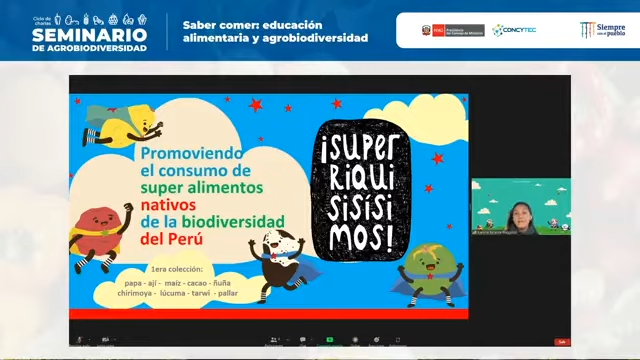 Ciclo de charlas
SEMINARIO
DE AGROBIODIVERSIDAD
Saber comer: educación
alimentaria y agrobiodiversidad
PERÚ
CONCYTEC
Siempre
con el pueblo
Promoviendo
el consumo de
super alimentos
nativos
de la biodiversidad
del Perú
¡SUPER
RIQUI
SISÍSI
MOS!
1era colección:
papa - ají - maíz - cacao - ñuña
chirimoya - lúcuma - tarwi - pallar